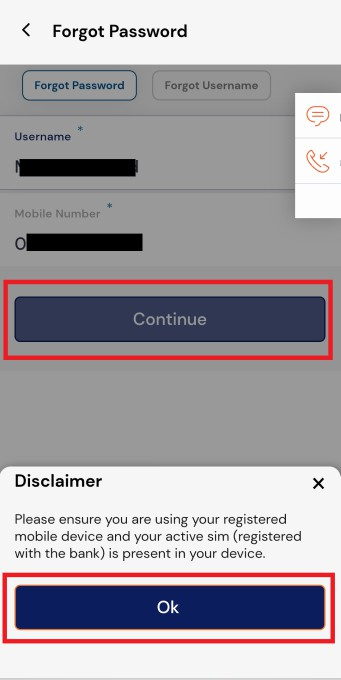 Forgot Password
Forgot Password Forgot Username
Username *
Mobile Number *
0
Continue
Disclaimer
Please ensure you are using your registered
mobile device and your active sim (registered
with the bank) is present in your device.
Ok